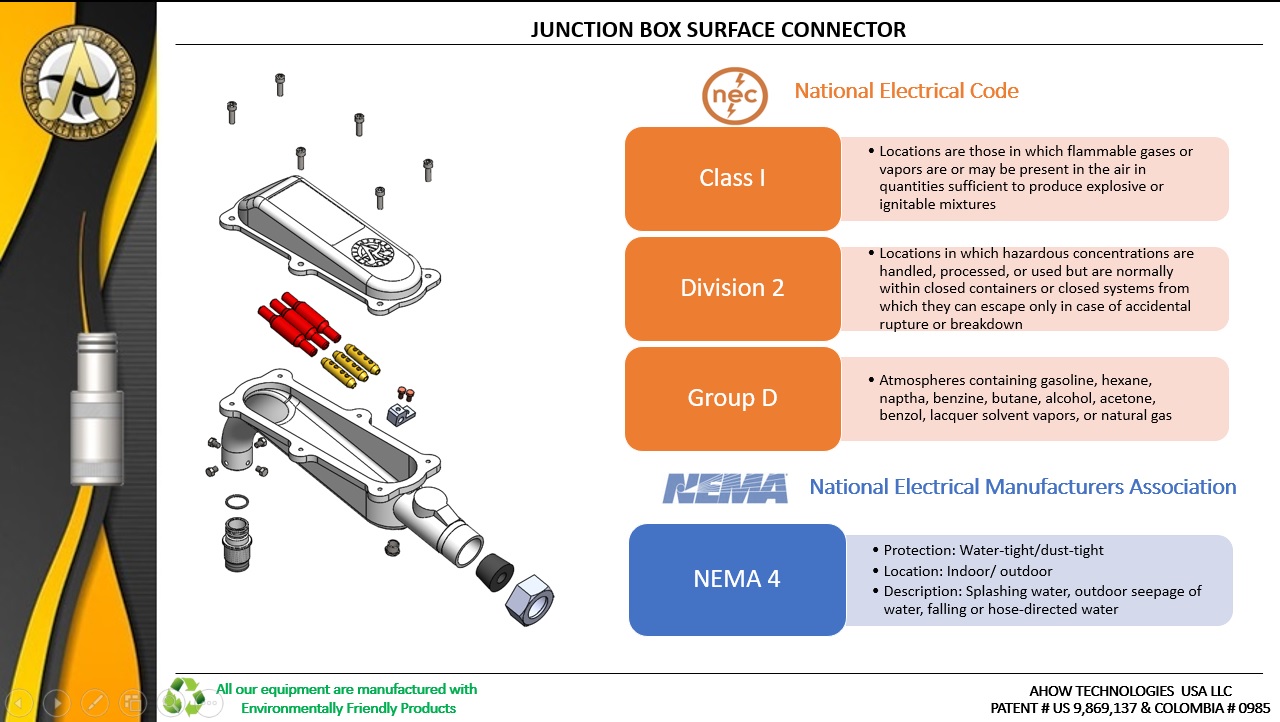 JUNCTION BOX SURFACE CONNECTOR
nec
National Electrical Code
Class I
• Locations are those in which flammable gases or
vapors are or may be present in the air in
quantities sufficient to produce explosive or
ignitable mixtures
Division 2
• Locations in which hazardous concentrations are
handled, processed, or used but are normally
within closed containers or closed systems from
which they can escape only in case of accidental
rupture or breakdown
Group D
• Atmospheres containing gasoline, hexane,
naptha, benzine, butane, alcohol, acetone,
benzol, lacquer solvent vapors, or natural gas
NEMA
National Electrical Manufacturers Association
NEMA 4
• Protection: Water-tight/dust-tight
• Location: Indoor/ outdoor
• Description: Splashing water, outdoor seepage of
water, falling or hose-directed water
All our equipment are manufactured with
Environmentally Friendly Products
AHOW TECHNOLOGIES USA LLC
PATENT # US 9,869,137 & COLOMBIA # 0985